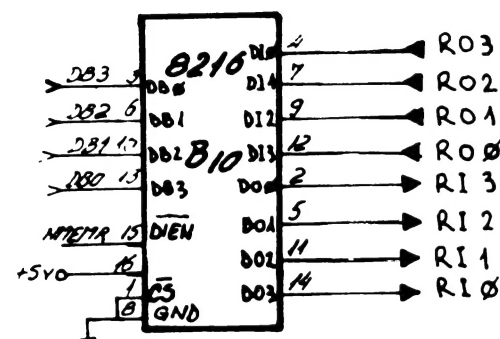 8216
B10
DB3 3 DB0 DI0 4 RO3
DB2 6 DB1 DI1 7 RO2
DB1 10 DB2 DI2 9 RO1
DB0 13 DB3 DI3 12 RO0
DO0 2 RI3
DO1 5 RI2
MMEMR 15 DIEN
DO2 11 RI1
+5V 16
DO3 14 RI0
1 CS
8 GND